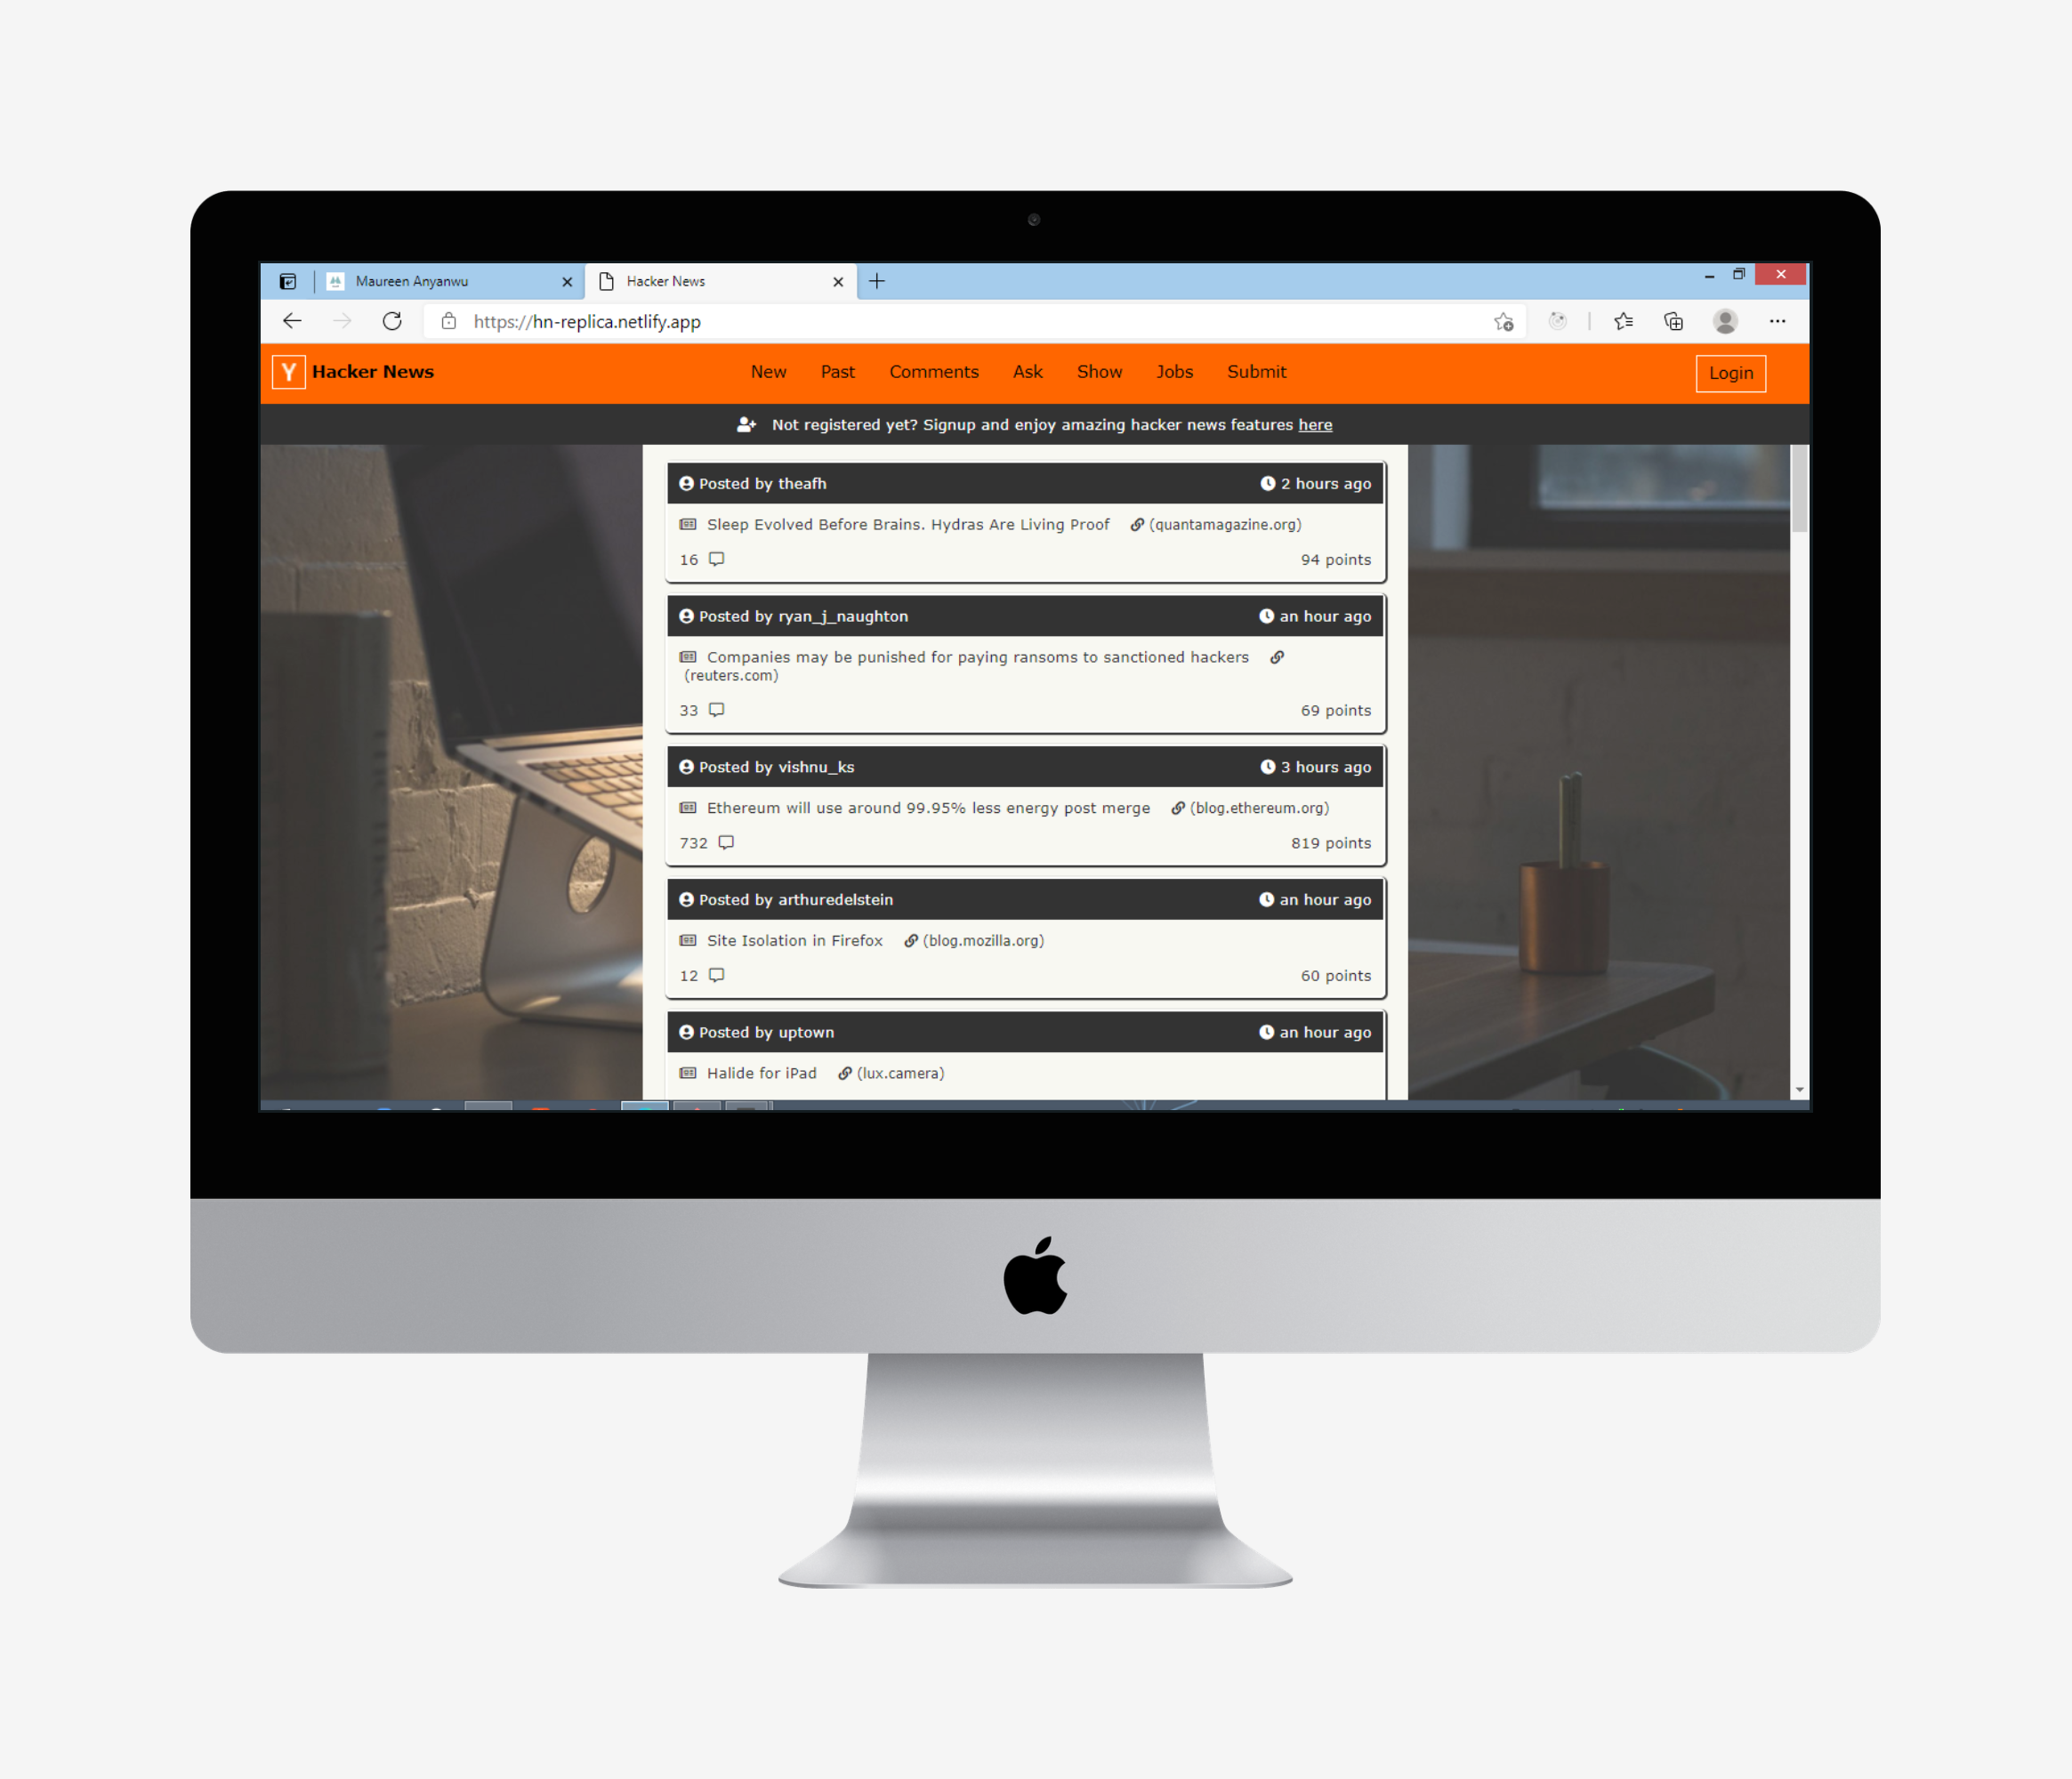 Maureen Anyanwu
Hacker News
https://hn-replica.netlify.app
Y Hacker News New Past Comments Ask Show Jobs Submit Login
Not registered yet? Signup and enjoy amazing hacker news features here
Posted by theafh 2 hours ago
Sleep Evolved Before Brains. Hydras Are Living Proof (quantamagazine.org)
16 94 points
Posted by ryan_j_naughton an hour ago
Companies may be punished for paying ransoms to sanctioned hackers
(reuters.com)
33 69 points
Posted by vishnu_ks 3 hours ago
Ethereum will use around 99.95% less energy post merge (blog.ethereum.org)
732 819 points
Posted by arthuredelstein an hour ago
Site Isolation in Firefox (blog.mozilla.org)
12 60 points
Posted by uptown an hour ago
Halide for iPad (lux.camera)